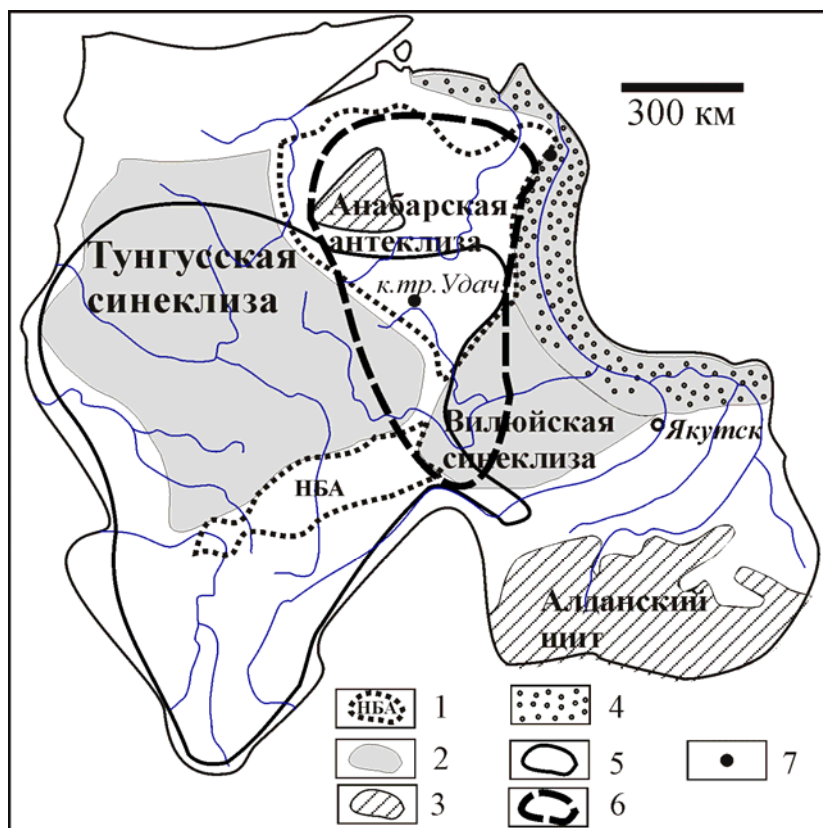 300 км
Анабарская
антеклиза
Тунгусская
синеклиза
к.тр. Удач.
Вилюйская
синеклиза
Якутск
НБА
Алданский
щит
НБА 1
4
2
5
7
3
6